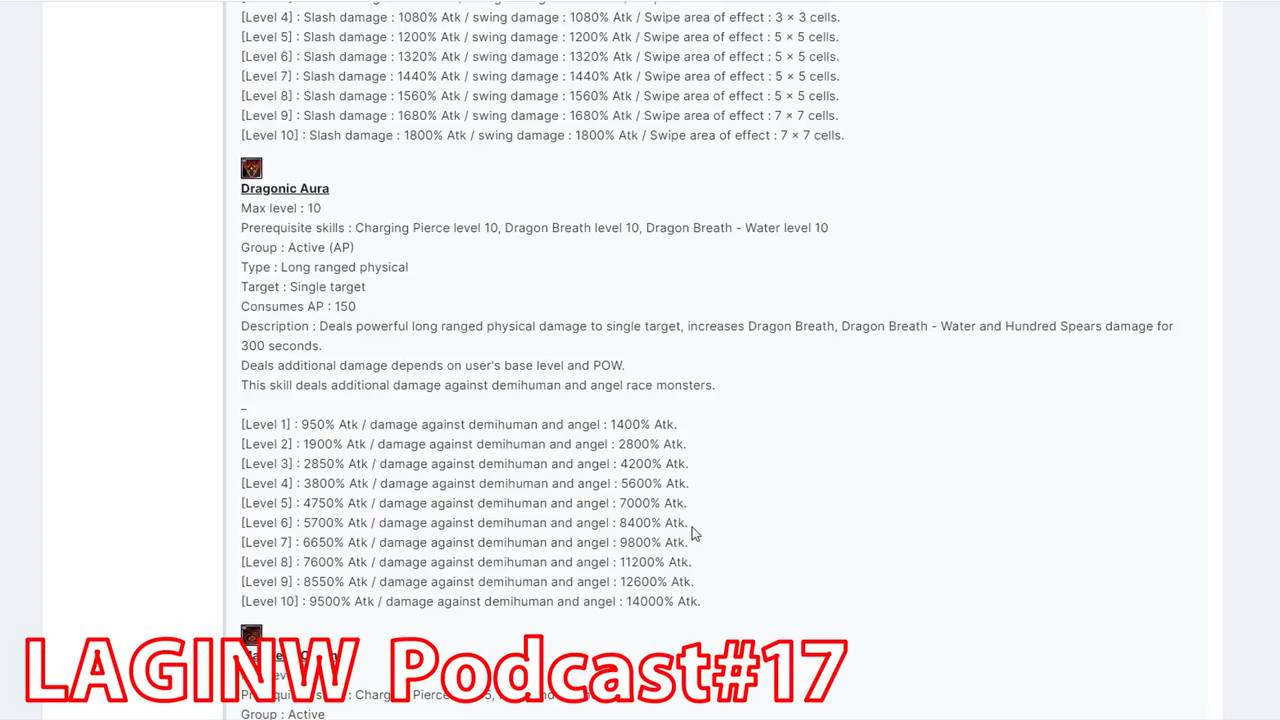 [Level 4] : Slash damage : 1080% Atk / swing damage : 1080% Atk / Swipe area of effect : 3 × 3 cells.
[Level 5] : Slash damage : 1200% Atk / swing damage : 1200% Atk / Swipe area of effect : 5 × 5 cells.
[Level 6] : Slash damage : 1320% Atk / swing damage : 1320% Atk / Swipe area of effect : 5 × 5 cells.
[Level 7] : Slash damage : 1440% Atk / swing damage : 1440% Atk / Swipe area of effect : 5 × 5 cells.
[Level 8] : Slash damage : 1560% Atk / swing damage : 1560% Atk / Swipe area of effect : 5 × 5 cells.
[Level 9] : Slash damage : 1680% Atk / swing damage : 1680% Atk / Swipe area of effect : 7 × 7 cells.
[Level 10] : Slash damage : 1800% Atk / swing damage : 1800% Atk / Swipe area of effect : 7 × 7 cells.
Dragonic Aura
Max level : 10
Prerequisite skills : Charging Pierce level 10, Dragon Breath level 10, Dragon Breath - Water level 10
Group : Active (AP)
Type : Long ranged physical
Target : Single target
Consumes AP : 150
Description : Deals powerful long ranged physical damage to single target, increases Dragon Breath, Dragon Breath - Water and Hundred Spears damage for
300 seconds.
Deals additional damage depends on user's base level and POW.
This skill deals additional damage against demihuman and angel race monsters.
_
[Level 1] : 950% Atk / damage against demihuman and angel : 1400% Atk.
[Level 2] : 1900% Atk / damage against demihuman and angel : 2800% Atk.
[Level 3] : 2850% Atk / damage against demihuman and angel : 4200% Atk.
[Level 4] : 3800% Atk / damage against demihuman and angel : 5600% Atk.
[Level 5] : 4750% Atk / damage against demihuman and angel : 7000% Atk.
[Level 6] : 5700% Atk / damage against demihuman and angel : 8400% Atk.
[Level 7] : 6650% Atk / damage against demihuman and angel : 9800% Atk.
[Level 8] : 7600% Atk / damage against demihuman and angel : 11200% Atk.
[Level 9] : 8550% Atk / damage against demihuman and angel : 12600% Atk.
[Level 10] : 9500% Atk / damage against demihuman and angel : 14000% Atk.
LAGINW Podcast#17
Pierce
Group : Active